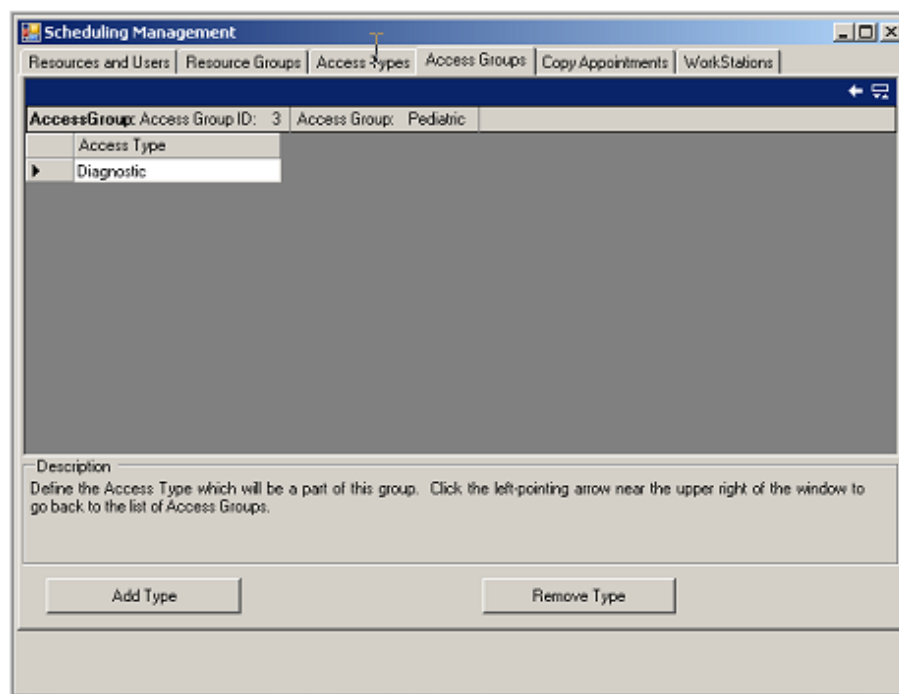 Scheduling Management
Resources and Users Resource Groups Access Types Access Groups Copy Appointments WorkStations
AccessGroup: Access Group ID: 3 Access Group: Pediatric
Access Type
Diagnostic
Description
Define the Access Type which will be a part of this group. Click the left-pointing arrow near the upper right of the window to
go back to the list of Access Groups.
Add Type Remove Type